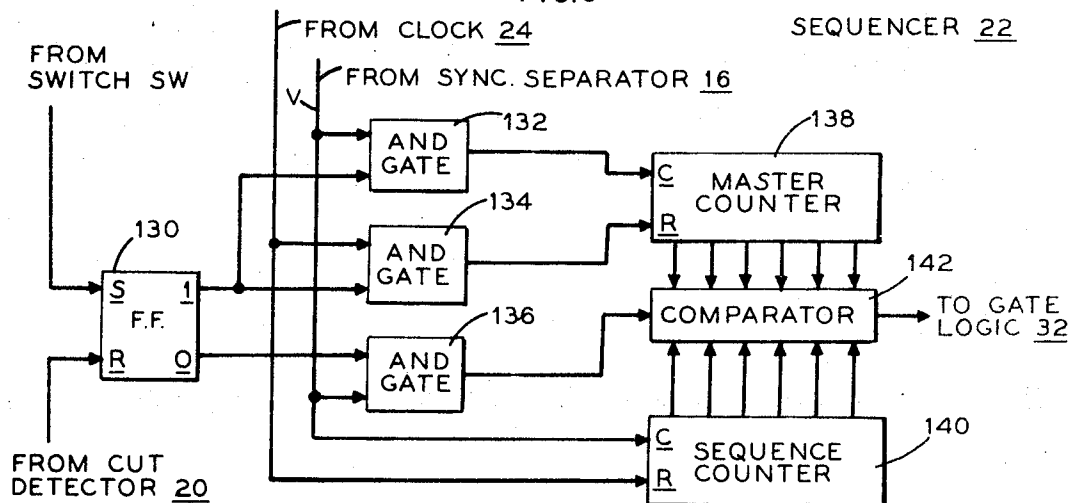 FROM CLOCK 24
SEQUENCER 22
FROM
SWITCH SW
FROM SYNC. SEPARATOR 16
V
AND
GATE
132
138
C
MASTER
COUNTER
R
134
AND
GATE
130
S
1
F.F.
R
0
142
COMPARATOR
TO GATE
LOGIC 32
136
AND
GATE
140
C
SEQUENCE
COUNTER
R
FROM CUT
DETECTOR 20